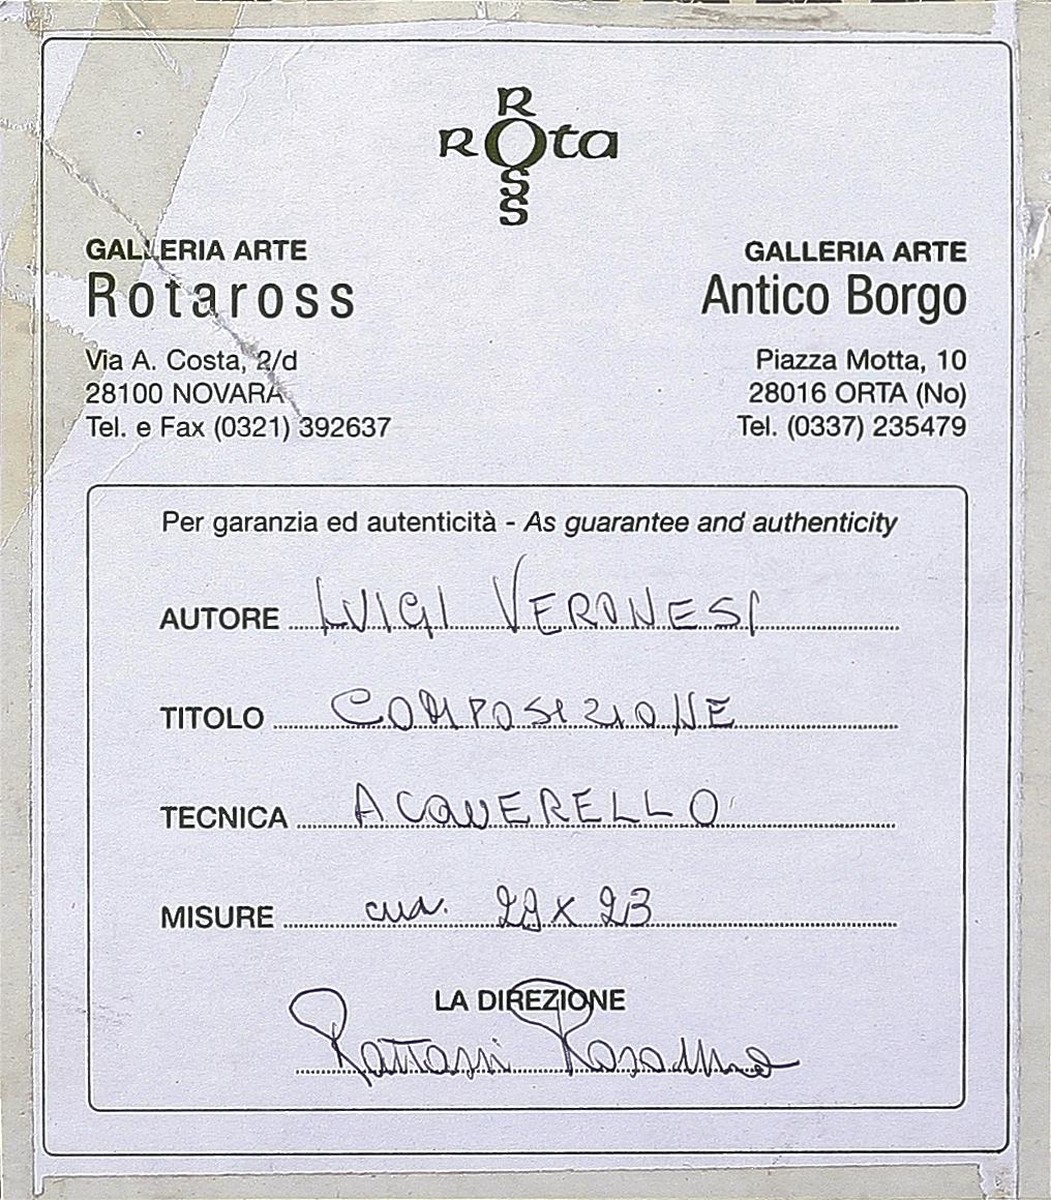 Rota
Ross
GALLERIA ARTE
Rotaross
Via A. Costa, 2/d
28100 NOVARA
Tel. e Fax (0321) 392637
GALLERIA ARTE
Antico Borgo
Piazza Motta, 10
28016 ORTA (No)
Tel. (0337) 235479
Per garanzia ed autenticità - As guarantee and authenticity
AUTORE LUIGI VERONESI
TITOLO COMPOSIZIONE
TECNICA ACQUERELLO
MISURE 29 x 23
LA DIREZIONE